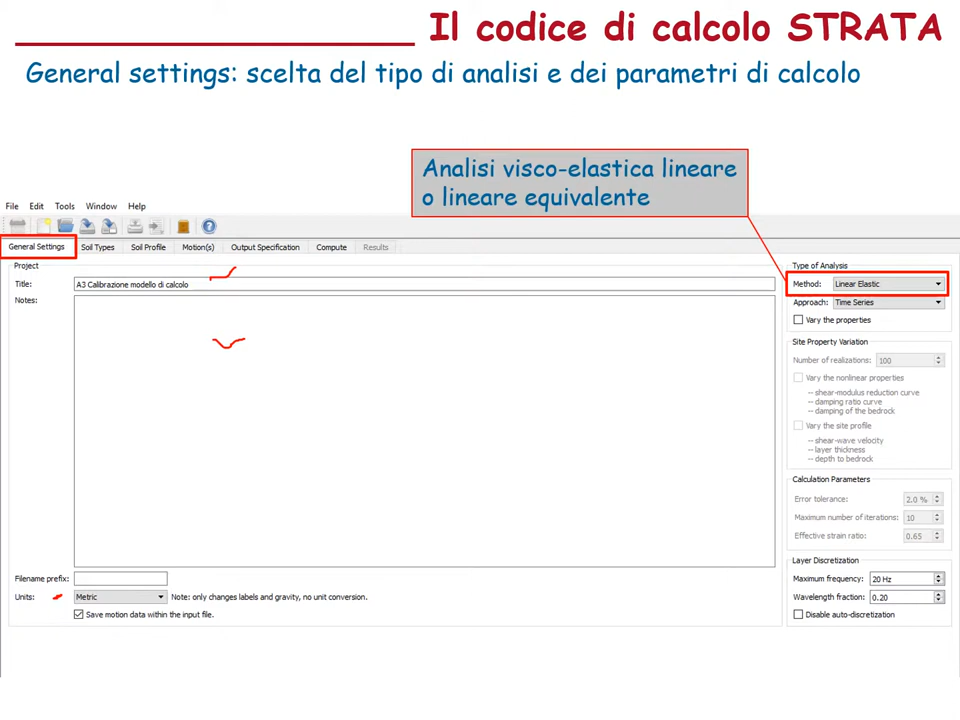 Il codice di calcolo STRATA
General settings: scelta del tipo di analisi e dei parametri di calcolo
Analisi visco-elastica lineare
o lineare equivalente
File Edit Tools Window Help
General Settings Soil Types Soil Profile Motion(s) Output Specification Compute Results
Project
Title: A3 Calibrazione modello di calcolo
Notes:
Filename prefix:
Units: Metric Note: only changes labels and gravity, no unit conversion.
Save motion data within the input file.
Type of Analysis
Method: Linear Elastic
Approach: Time Series
Vary the properties
Site Property Variation
Number of realizations: 100
Vary the nonlinear properties
-- shear-modulus reduction curve
-- damping ratio curve
-- damping of the bedrock
Vary the site profile
-- shear-wave velocity
-- layer thickness
-- depth to bedrock
Calculation Parameters
Error tolerance: 2.0 %
Maximum number of iterations: 10
Effective strain ratio: 0.65
Layer Discretization
Maximum frequency: 20 Hz
Wavelength fraction: 0.20
Disable auto-discretization